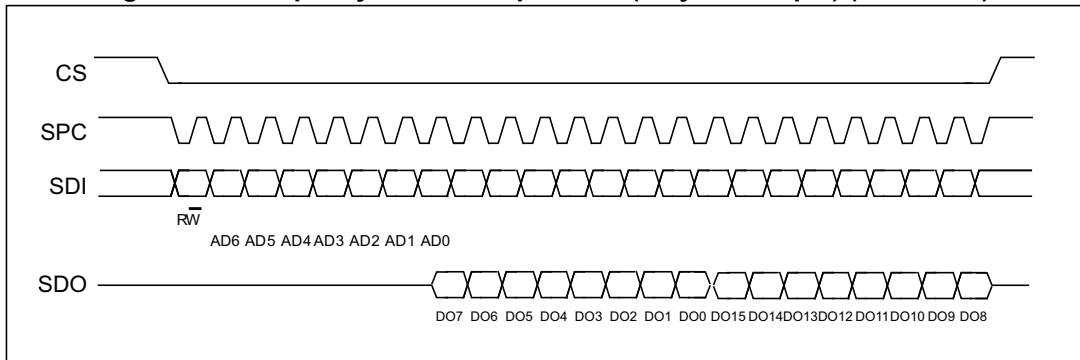 CS
SPC
SDI
RW
AD6 AD5 AD4 AD3 AD2 AD1 AD0
SDO
DO7 DO6 DO5 DO4 DO3 DO2 DO1 DO0 DO15 DO14 DO13 DO12 DO11 DO10 DO9 DO8